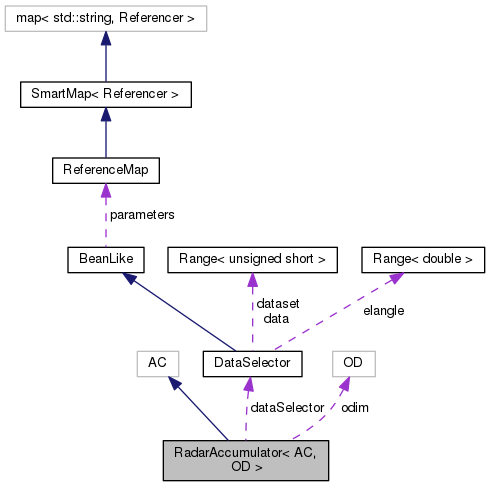 map< std::string, Referencer >
SmartMap< Referencer >
ReferenceMap
parameters
BeanLike
Range< unsigned short >
Range< double >
dataset
data
elangle
AC
DataSelector
OD
dataSelector
odim
RadarAccumulator< AC,
OD >